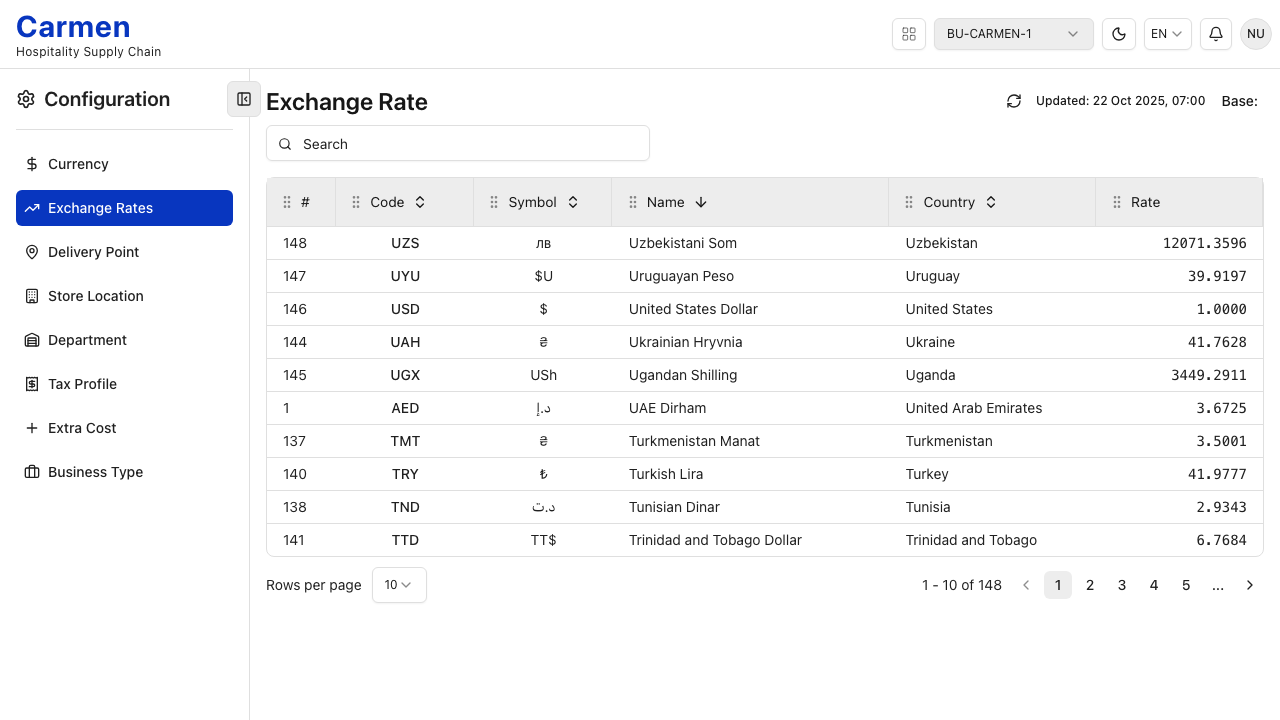 Carmen
Hospitality Supply Chain
BU-CARMEN-1
EN
NU
Configuration
Currency
Exchange Rates
Delivery Point
Store Location
Department
Tax Profile
Extra Cost
Business Type
Exchange Rate
Updated: 22 Oct 2025, 07:00 Base:
Search
# Code Symbol Name Country Rate
148 UZS лв Uzbekistani Som Uzbekistan 12071.3596
147 UYU $U Uruguayan Peso Uruguay 39.9197
146 USD $ United States Dollar United States 1.0000
144 UAH ₴ Ukrainian Hryvnia Ukraine 41.7628
145 UGX USh Ugandan Shilling Uganda 3449.2911
1 AED د.إ UAE Dirham United Arab Emirates 3.6725
137 TMT ₴ Turkmenistan Manat Turkmenistan 3.5001
140 TRY ₺ Turkish Lira Turkey 41.9777
138 TND د.ت Tunisian Dinar Tunisia 2.9343
141 TTD TT$ Trinidad and Tobago Dollar Trinidad and Tobago 6.7684
Rows per page 10
1 - 10 of 148 1 2 3 4 5 ...